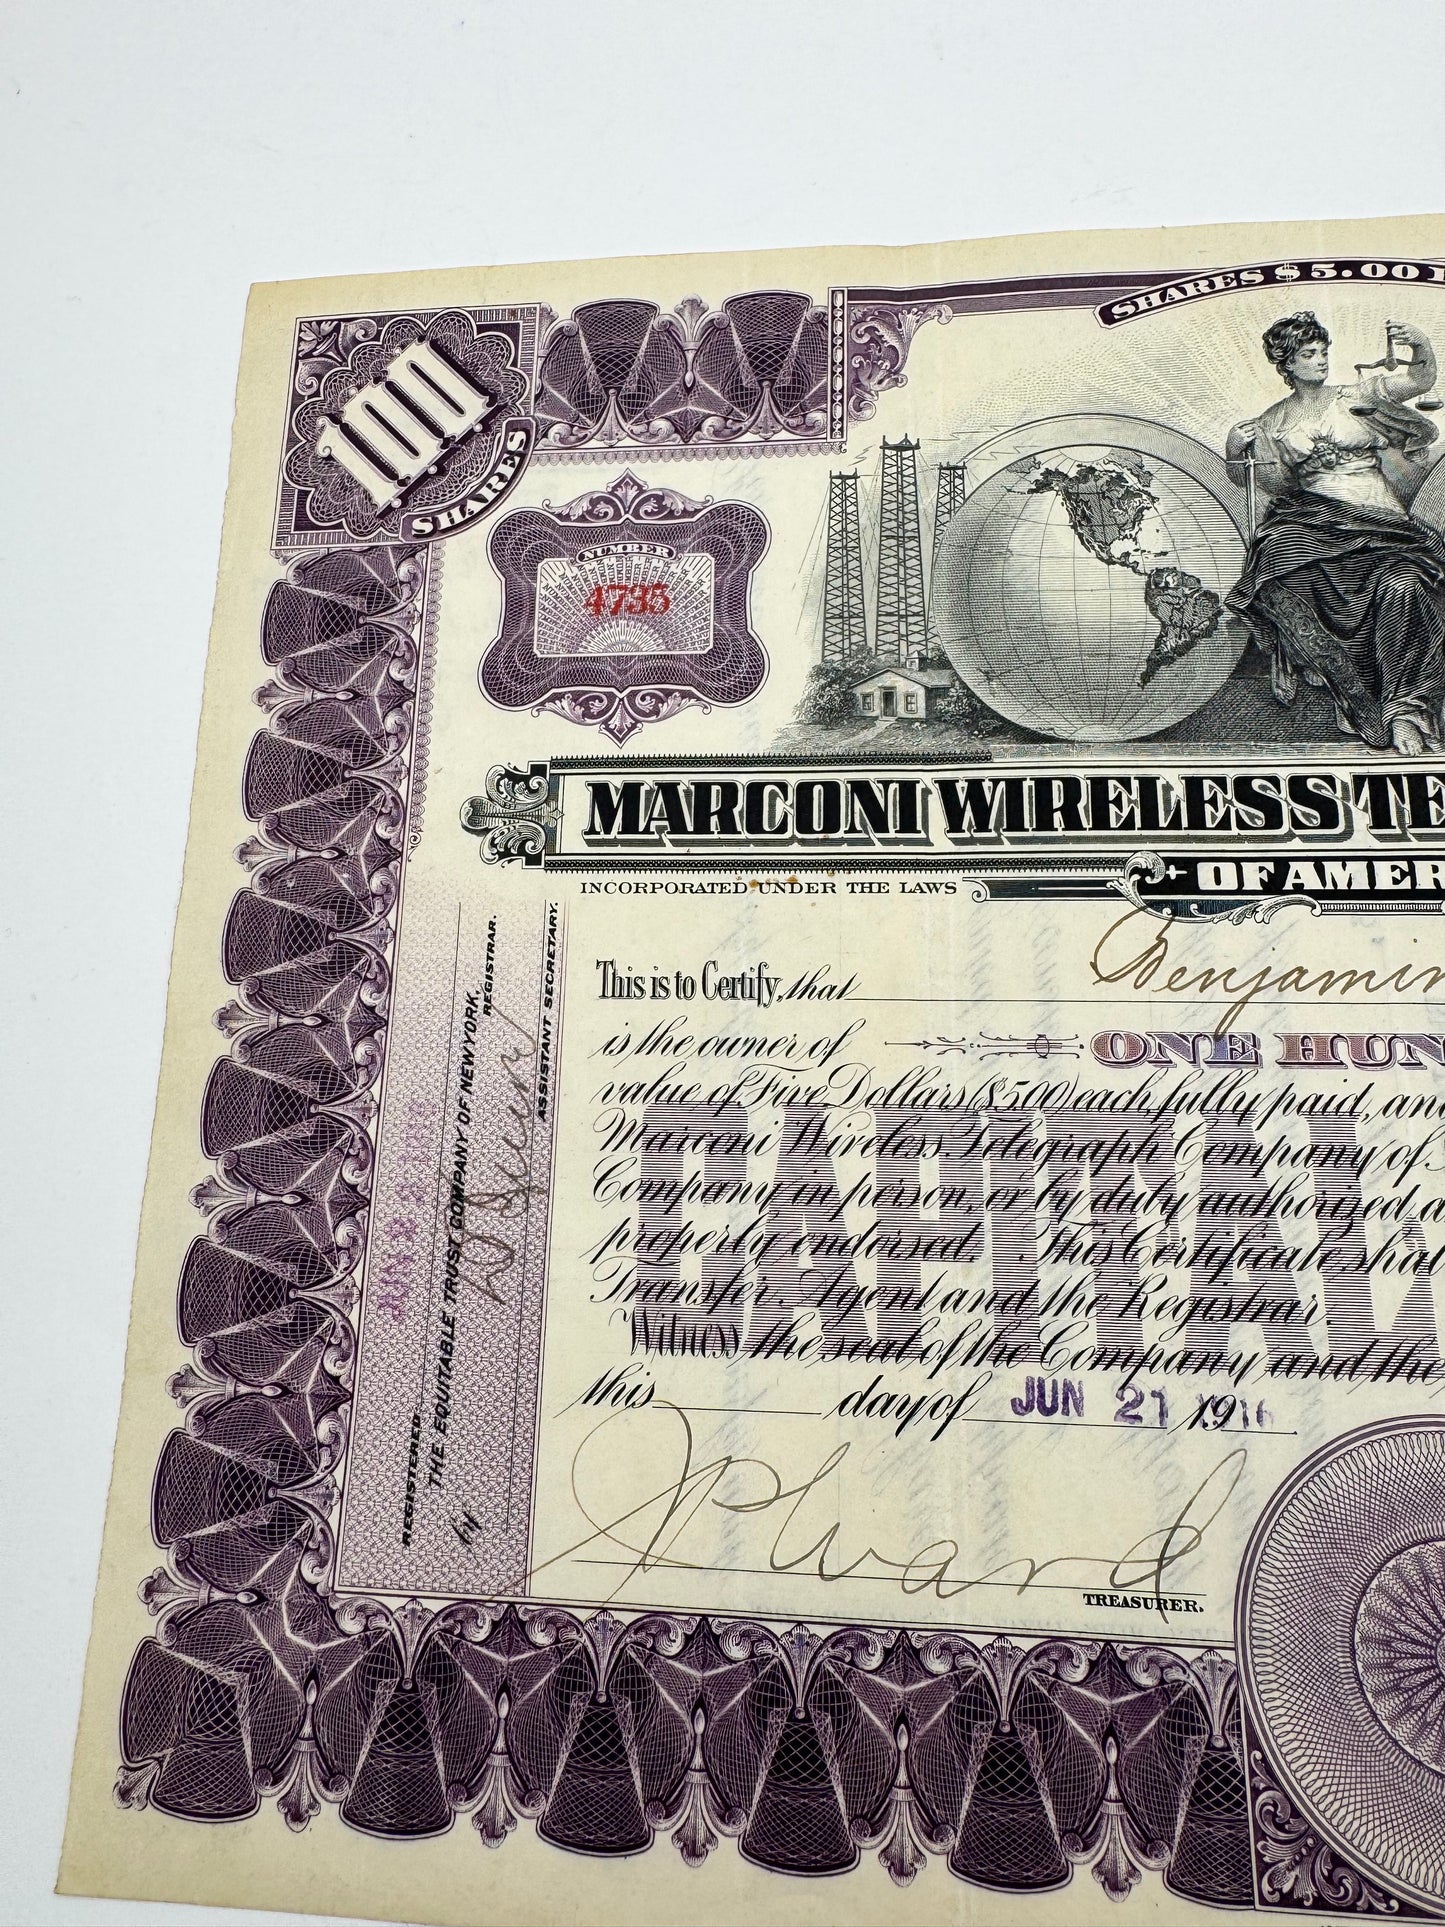 SHARES $5.00
100
SHARES
NUMBER
4735
MARCONI WIRELESS TE
OF AMER
INCORPORATED UNDER THE LAWS
This is to Certify, that Benjamin
is the owner of ONE HUN
value of Five Dollars ($5.00) each, fully paid, an
Marconi Wireless Telegraph Company of
Company in person, or by duly authorized a
properly endorsed. This Certificate shal
Transfer Agent and the Registrar.
Witness the seal of the Company and the
CAPITAL
this day of JUN 21 1916
TREASURER.
REGISTERED
THE EQUITABLE TRUST COMPANY OF NEW YORK,
REGISTRAR.
by
ASSISTANT SECRETARY.